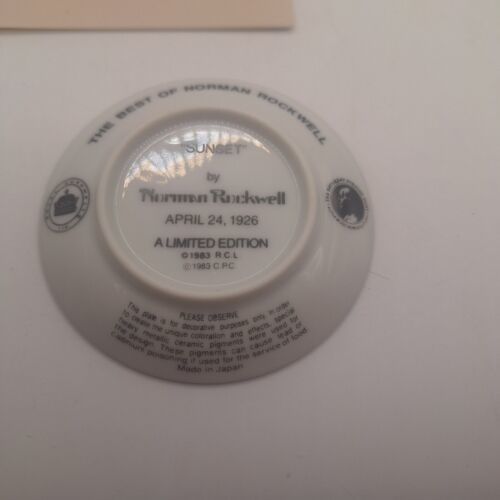 THE BEST OF NORMAN ROCKWELL
"SUNSET"
by
Norman Rockwell
APRIL 24, 1926
A LIMITED EDITION
© 1983 R.C.L
© 1983 C.P.C
PLEASE OBSERVE
This plate is for decorative purposes only, in order
to create the unique coloration and effects, special
heavy metallic ceramic pigments were used for
the design. These pigments can cause lead or
cadmium poisoning if used for the service of food.
Made in Japan